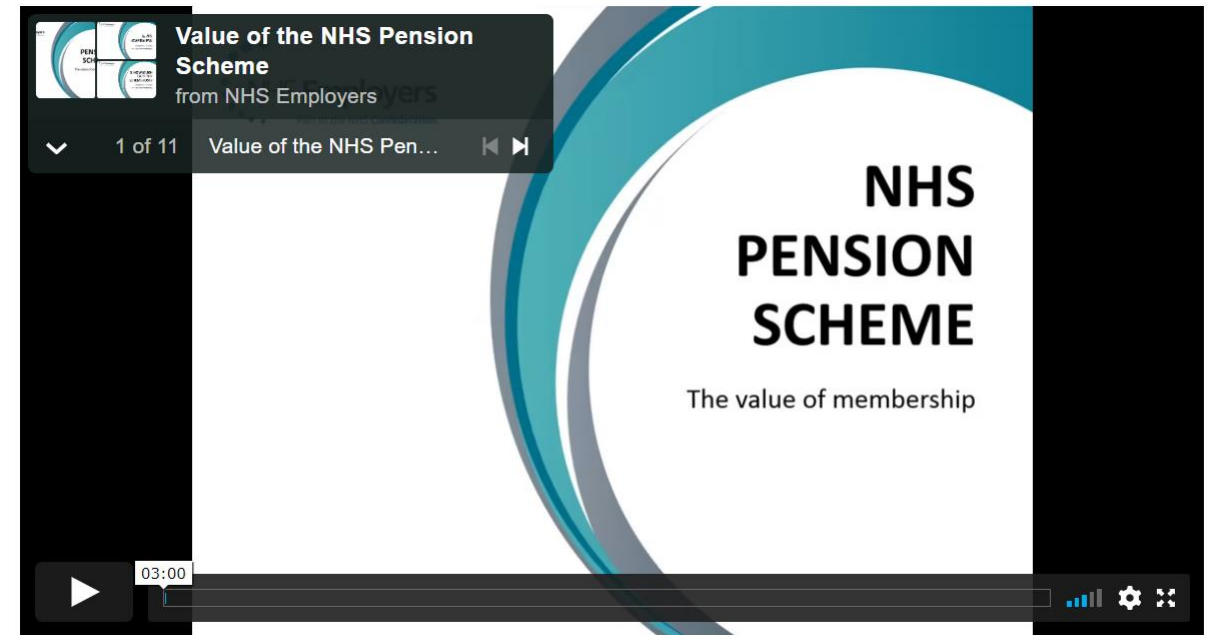 Value of the NHS Pension
Scheme
from NHS Employers
1 of 11 Value of the NHS Pen...
NHS
PENSION
SCHEME
The value of membership
03:00